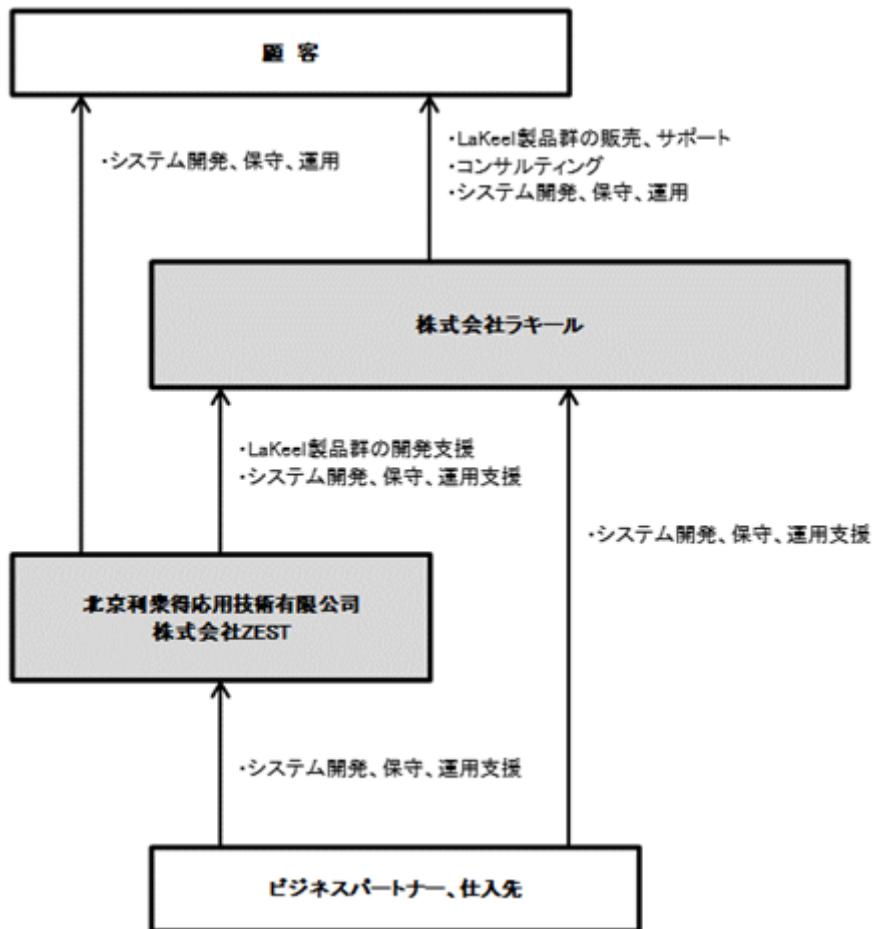 顧 客
・システム開発、保守、運用
・LaKeel製品群の販売、サポート
・コンサルティング
・システム開発、保守、運用
株式会社ラキール
・LaKeel製品群の開発支援
・システム開発、保守、運用支援
・システム開発、保守、運用支援
北京利衆得応用技術有限公司
株式会社ZEST
・システム開発、保守、運用支援
ビジネスパートナー、仕入先